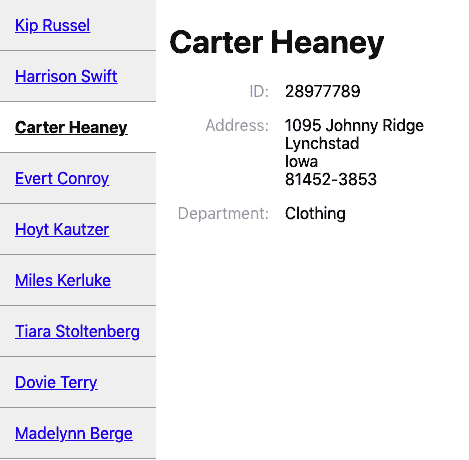 Kip Russel
Harrison Swift
Carter Heaney
Evert Conroy
Hoyt Kautzer
Miles Kerluke
Tiara Stoltenberg
Dovie Terry
Madelynn Berge
Carter Heaney
ID: 28977789
Address: 1095 Johnny Ridge
Lynchstad
Iowa
81452-3853
Department: Clothing